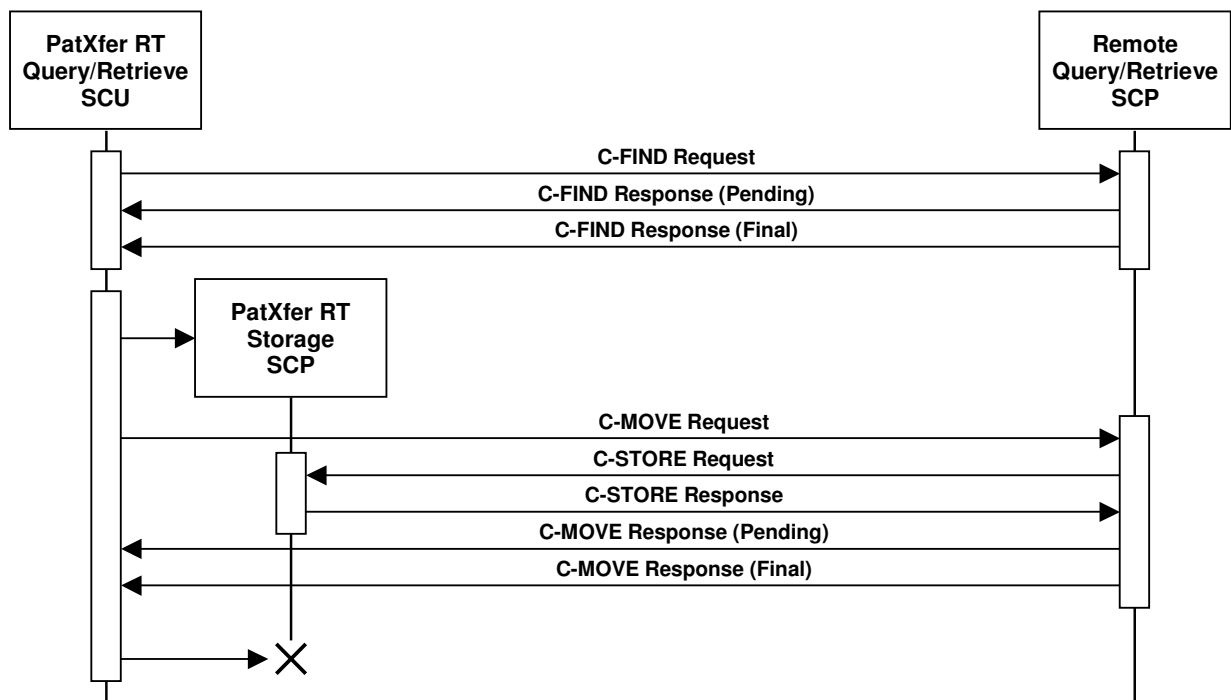 PatXfer RT
Query/Retrieve
SCU
Remote
Query/Retrieve
SCP
C-FIND Request
C-FIND Response (Pending)
C-FIND Response (Final)
PatXfer RT
Storage
SCP
C-MOVE Request
C-STORE Request
C-STORE Response
C-MOVE Response (Pending)
C-MOVE Response (Final)